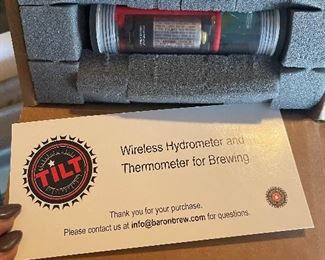 TILT
Wireless Hydrometer and
Thermometer for Brewing
Thank you for your purchase.
Please contact us at info@baronbrew.com for questions.